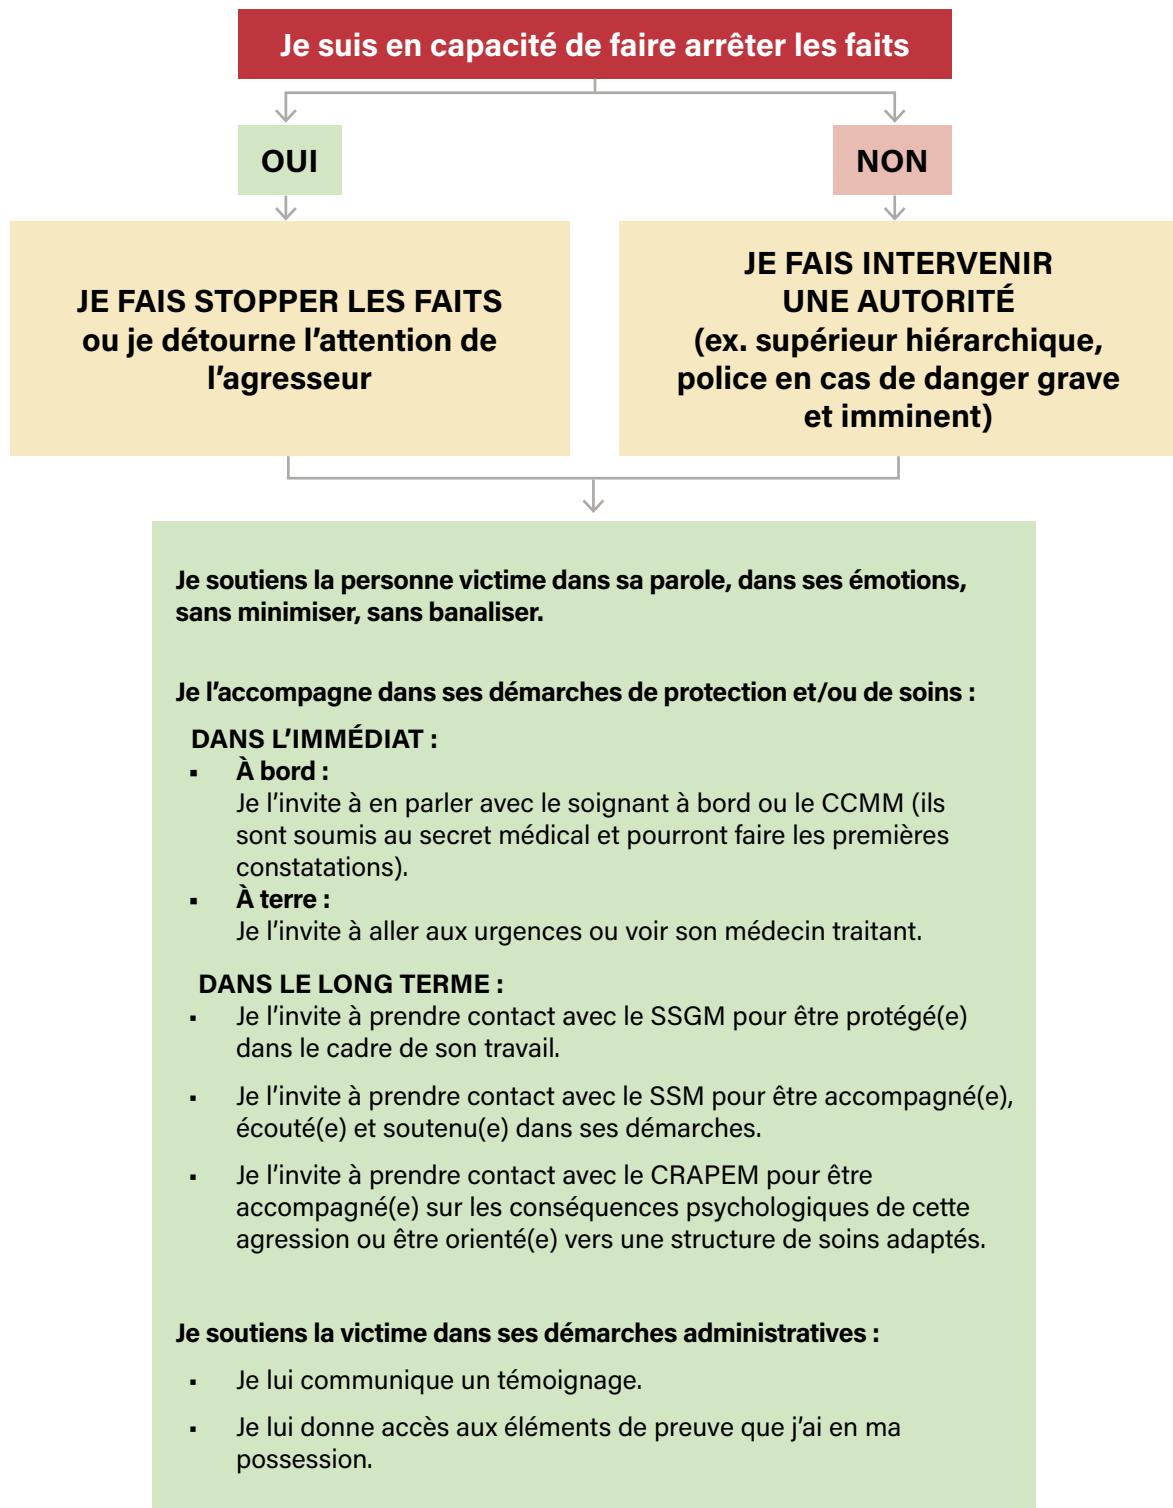 Je suis en capacité de faire arrêter les faits
OUI
NON
JE FAIS STOPPER LES FAITS
ou je détourne l'attention de
l'agresseur
JE FAIS INTERVENIR
UNE AUTORITÉ
(ex. supérieur hiérarchique,
police en cas de danger grave
et imminent)
Je soutiens la personne victime dans sa parole, dans ses émotions,
sans minimiser, sans banaliser.
Je l'accompagne dans ses démarches de protection et/ou de soins :
DANS L'IMMÉDIAT :
▪ À bord :
Je l'invite à en parler avec le soignant à bord ou le CCMM (ils
sont soumis au secret médical et pourront faire les premières
constatations).
▪ À terre :
Je l'invite à aller aux urgences ou voir son médecin traitant.
DANS LE LONG TERME :
▪ Je l'invite à prendre contact avec le SSGM pour être protégé(e)
dans le cadre de son travail.
▪ Je l'invite à prendre contact avec le SSM pour être accompagné(e),
écouté(e) et soutenu(e) dans ses démarches.
▪ Je l'invite à prendre contact avec le CRAPEM pour être
accompagné(e) sur les conséquences psychologiques de cette
agression ou être orienté(e) vers une structure de soins adaptés.
Je soutiens la victime dans ses démarches administratives :
▪ Je lui communique un témoignage.
▪ Je lui donne accès aux éléments de preuve que j'ai en ma
possession.